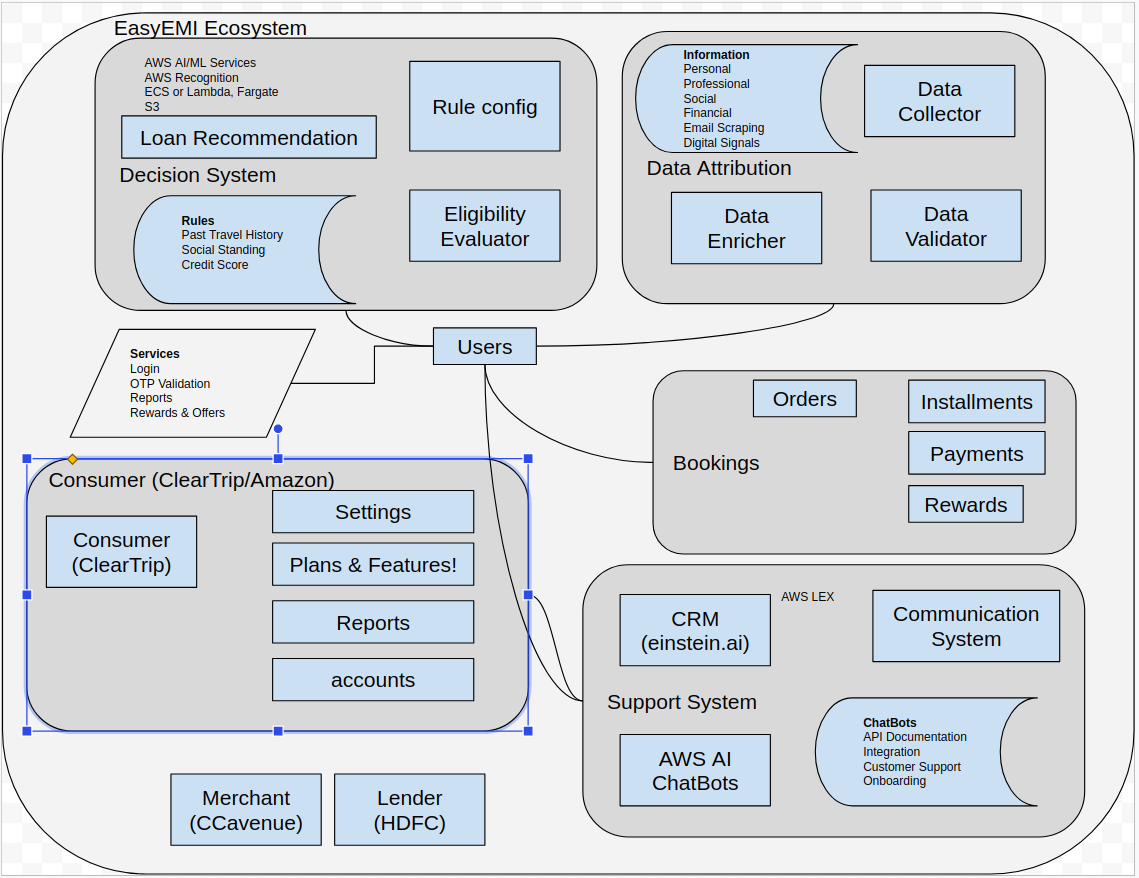 EasyEMI Ecosystem
AWS AI/ML Services
AWS Recognition
ECS or Lambda, Fargate
S3
Loan Recommendation
Rule config
Decision System
Rules
Past Travel History
Social Standing
Credit Score
Eligibility
Evaluator
Information
Personal
Professional
Social
Financial
Email Scraping
Digital Signals
Data
Collector
Data Attribution
Data
Enricher
Data
Validator
Users
Services
Login
OTP Validation
Reports
Rewards & Offers
Orders
Installments
Bookings
Payments
Rewards
Consumer (ClearTrip/Amazon)
Consumer
(ClearTrip)
Settings
Plans & Features!
Reports
accounts
CRM
(einstein.ai)
AWS LEX
Communication
System
Support System
AWS AI
ChatBots
ChatBots
API Documentation
Integration
Customer Support
Onboarding
Merchant
(CCavenue)
Lender
(HDFC)